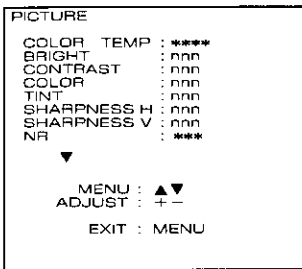 PICTURE
COLOR TEMP : ****
BRIGHT : nnn
CONTRAST : nnn
COLOR : nnn
TINT : nnn
SHARPNESS H : nnn
SHARPNESS V : nnn
NR : ***
▼
MENU : ▲▼
ADJUST : + −
EXIT : MENU